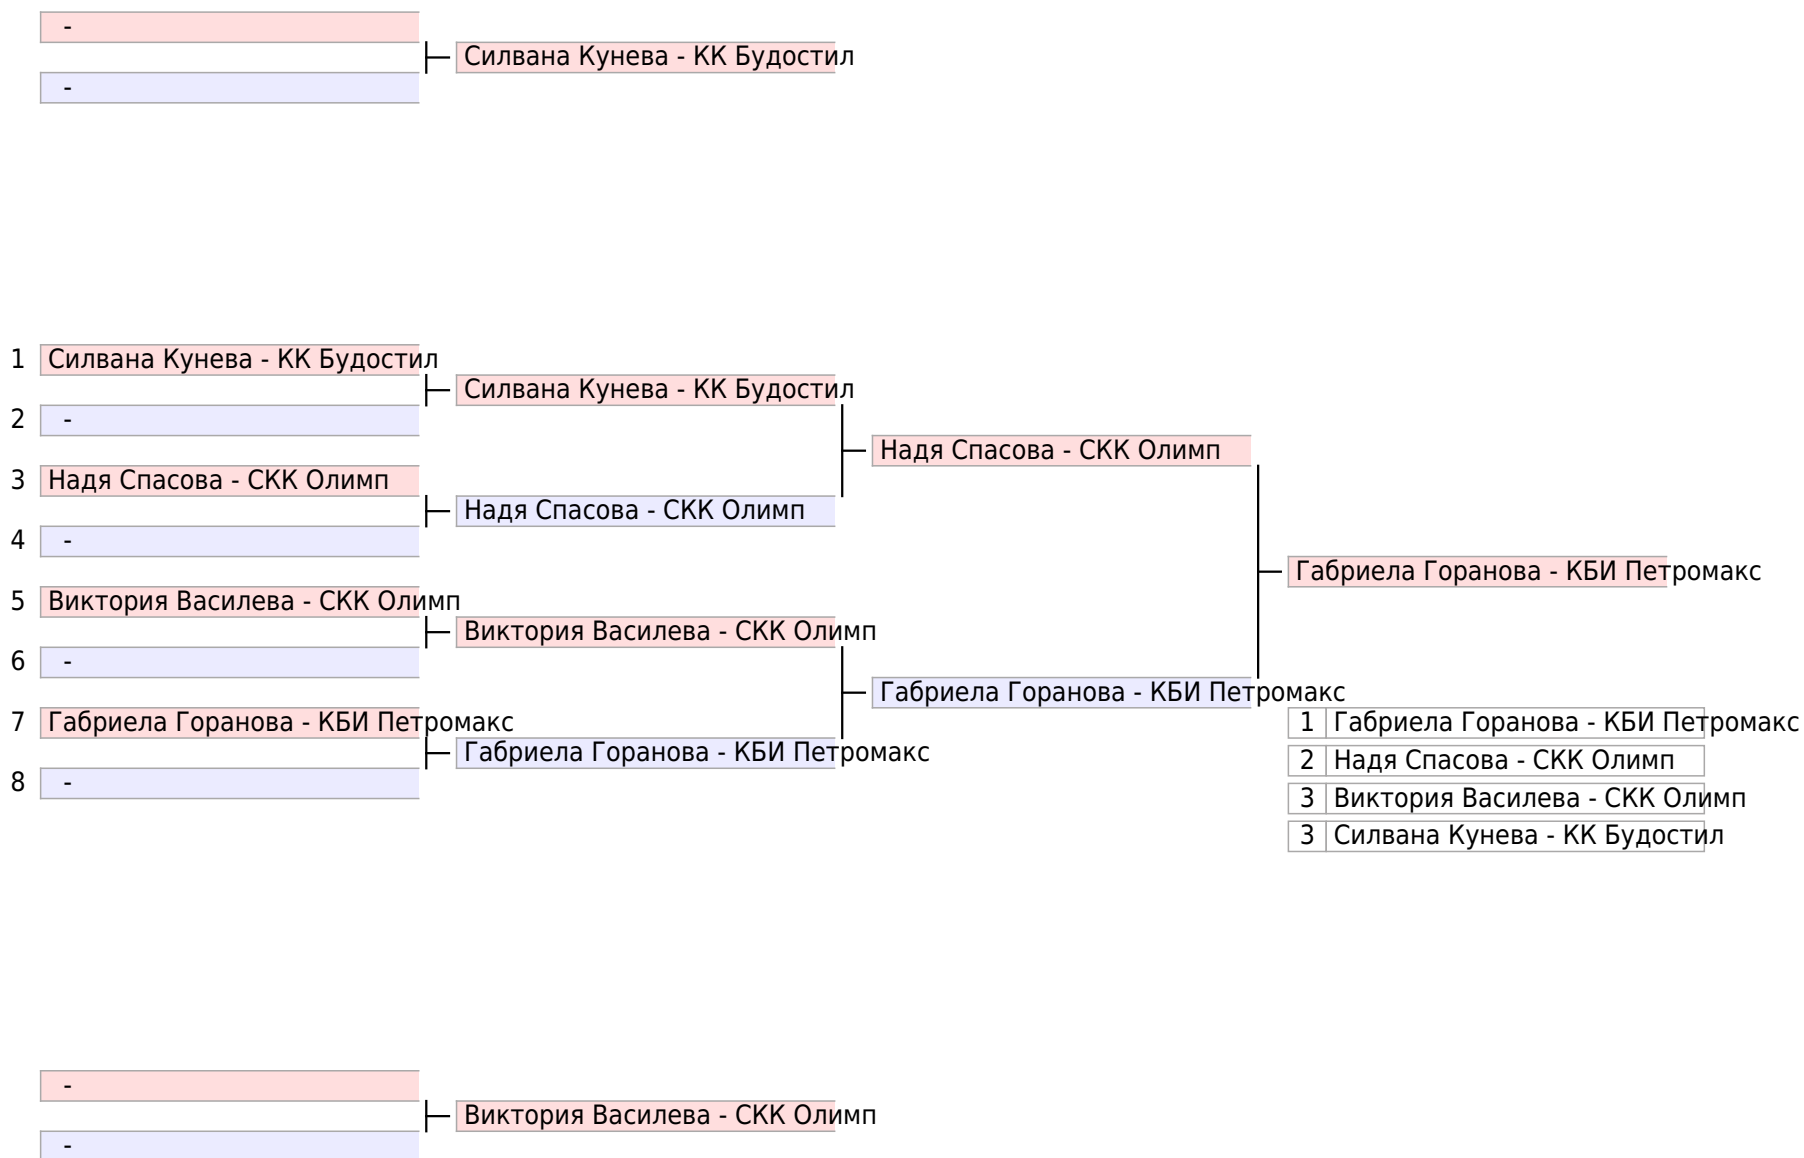 -
Силвана Кунева - КК Будостил
-
1 Силвана Кунева - КК Будостил
Силвана Кунева - КК Будостил
2 -
Надя Спасова - СКК Олимп
3 Надя Спасова - СКК Олимп
Надя Спасова - СКК Олимп
4 -
Габриела Горанова - КБИ Петромакс
5 Виктория Василева - СКК Олимп
Виктория Василева - СКК Олимп
6 -
Габриела Горанова - КБИ Петромакс
7 Габриела Горанова - КБИ Петромакс
1 Габриела Горанова - КБИ Петромакс
Габриела Горанова - КБИ Петромакс
2 Надя Спасова - СКК Олимп
8 -
3 Виктория Василева - СКК Олимп
3 Силвана Кунева - КК Будостил
-
Виктория Василева - СКК Олимп
-